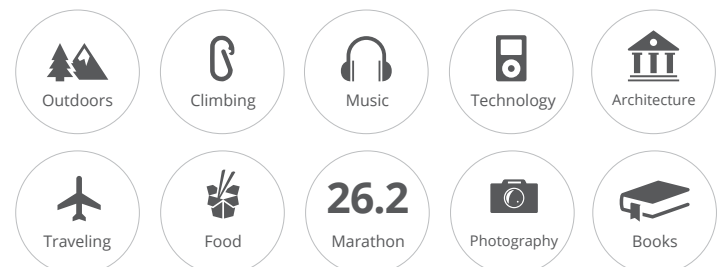 Outdoors
Climbing
Music
Technology
Architecture
Traveling
Food
26.2
Marathon
Photography
Books